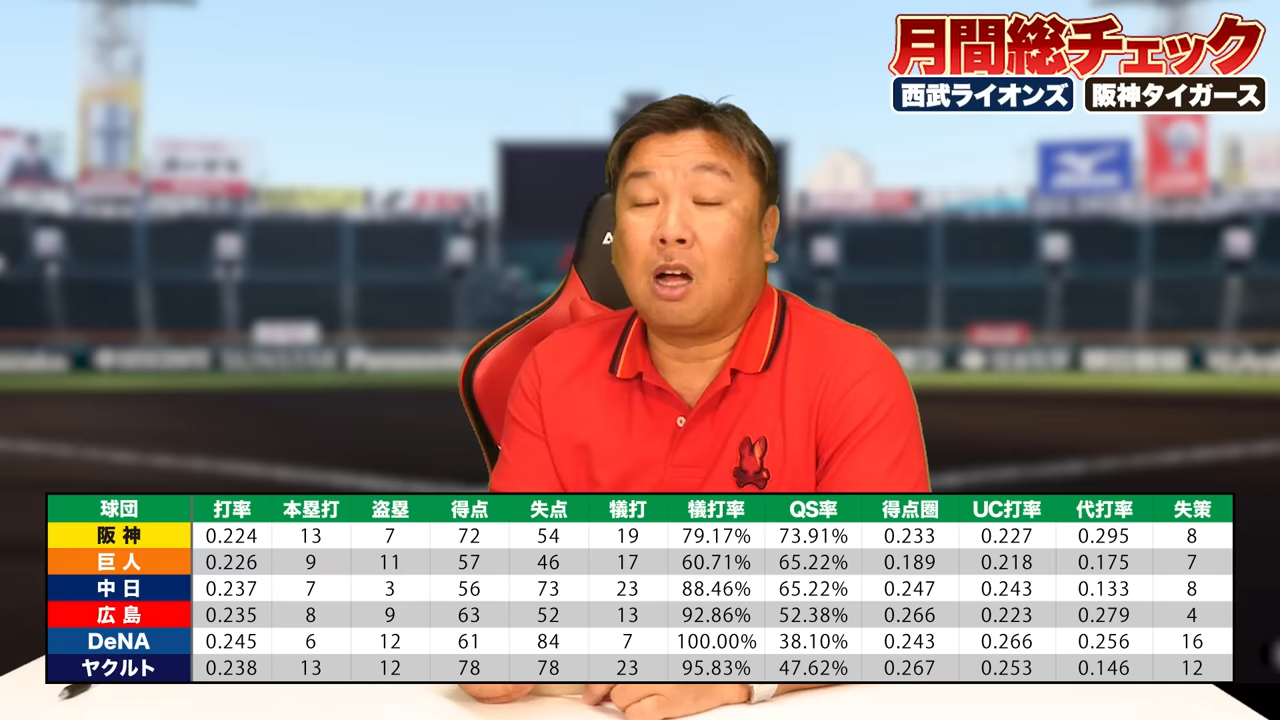 月間総チェック
西武ライオンズ 阪神タイガース
球団 打率 本塁打 盗塁 得点 失点 犠打 犠打率 QS率 得点圏 UC打率 代打率 失策
阪神 0.224 13 7 72 54 19 79.17% 73.91% 0.233 0.227 0.295 8
巨人 0.226 9 11 57 46 17 60.71% 65.22% 0.189 0.218 0.175 7
中日 0.237 7 3 56 73 23 88.46% 65.22% 0.247 0.243 0.133 8
広島 0.235 8 9 63 52 13 92.86% 52.38% 0.266 0.223 0.279 4
DeNA 0.245 6 12 61 84 7 100.00% 38.10% 0.243 0.266 0.256 16
ヤクルト 0.238 13 12 78 78 23 95.83% 47.62% 0.267 0.253 0.146 12